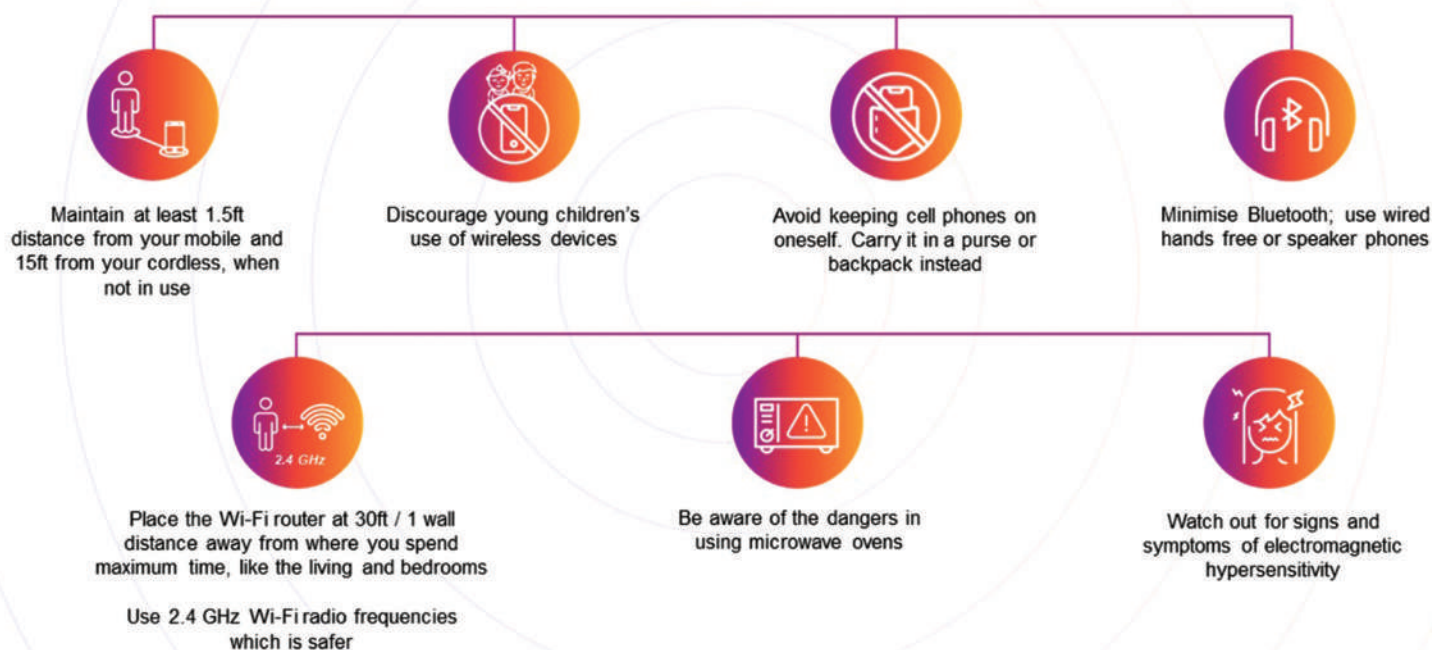 Maintain at least 1.5ft
distance from your mobile and
15ft from your cordless, when
not in use
Discourage young children's
use of wireless devices
Avoid keeping cell phones on
oneself. Carry it in a purse or
backpack instead
Minimise Bluetooth; use wired
hands free or speaker phones
2.4 GHz
Place the Wi-Fi router at 30ft / 1 wall
distance away from where you spend
maximum time, like the living and bedrooms
Use 2.4 GHz Wi-Fi radio frequencies
which is safer
Be aware of the dangers in
using microwave ovens
Watch out for signs and
symptoms of electromagnetic
hypersensitivity